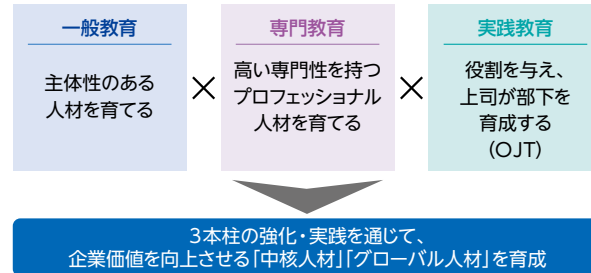 一般教育
主体性のある
人材を育てる
×
専門教育
高い専門性を持つ
プロフェッショナル
人材を育てる
×
実践教育
役割を与え、
上司が部下を
育成する
(OJT)
3本柱の強化・実践を通じて、
企業価値を向上させる「中核人材」「グローバル人材」を育成